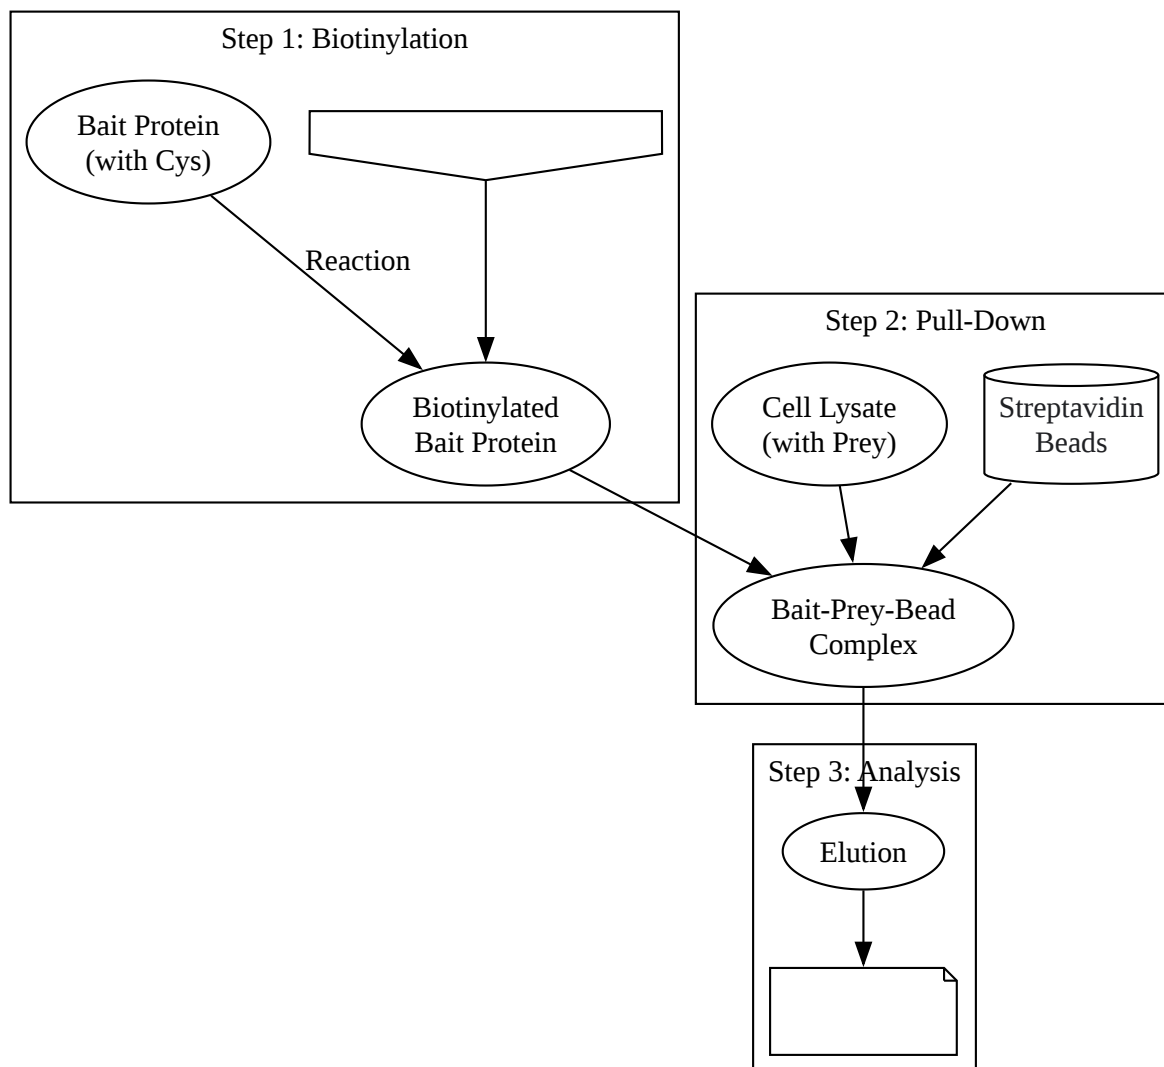 Step 1: Biotinylation
Bait Protein
(with Cys)
Reaction
Biotinylated
Bait Protein
Step 2: Pull-Down
Cell Lysate
(with Prey)
Streptavidin
Beads
Bait-Prey-Bead
Complex
Step 3: Analysis
Elution